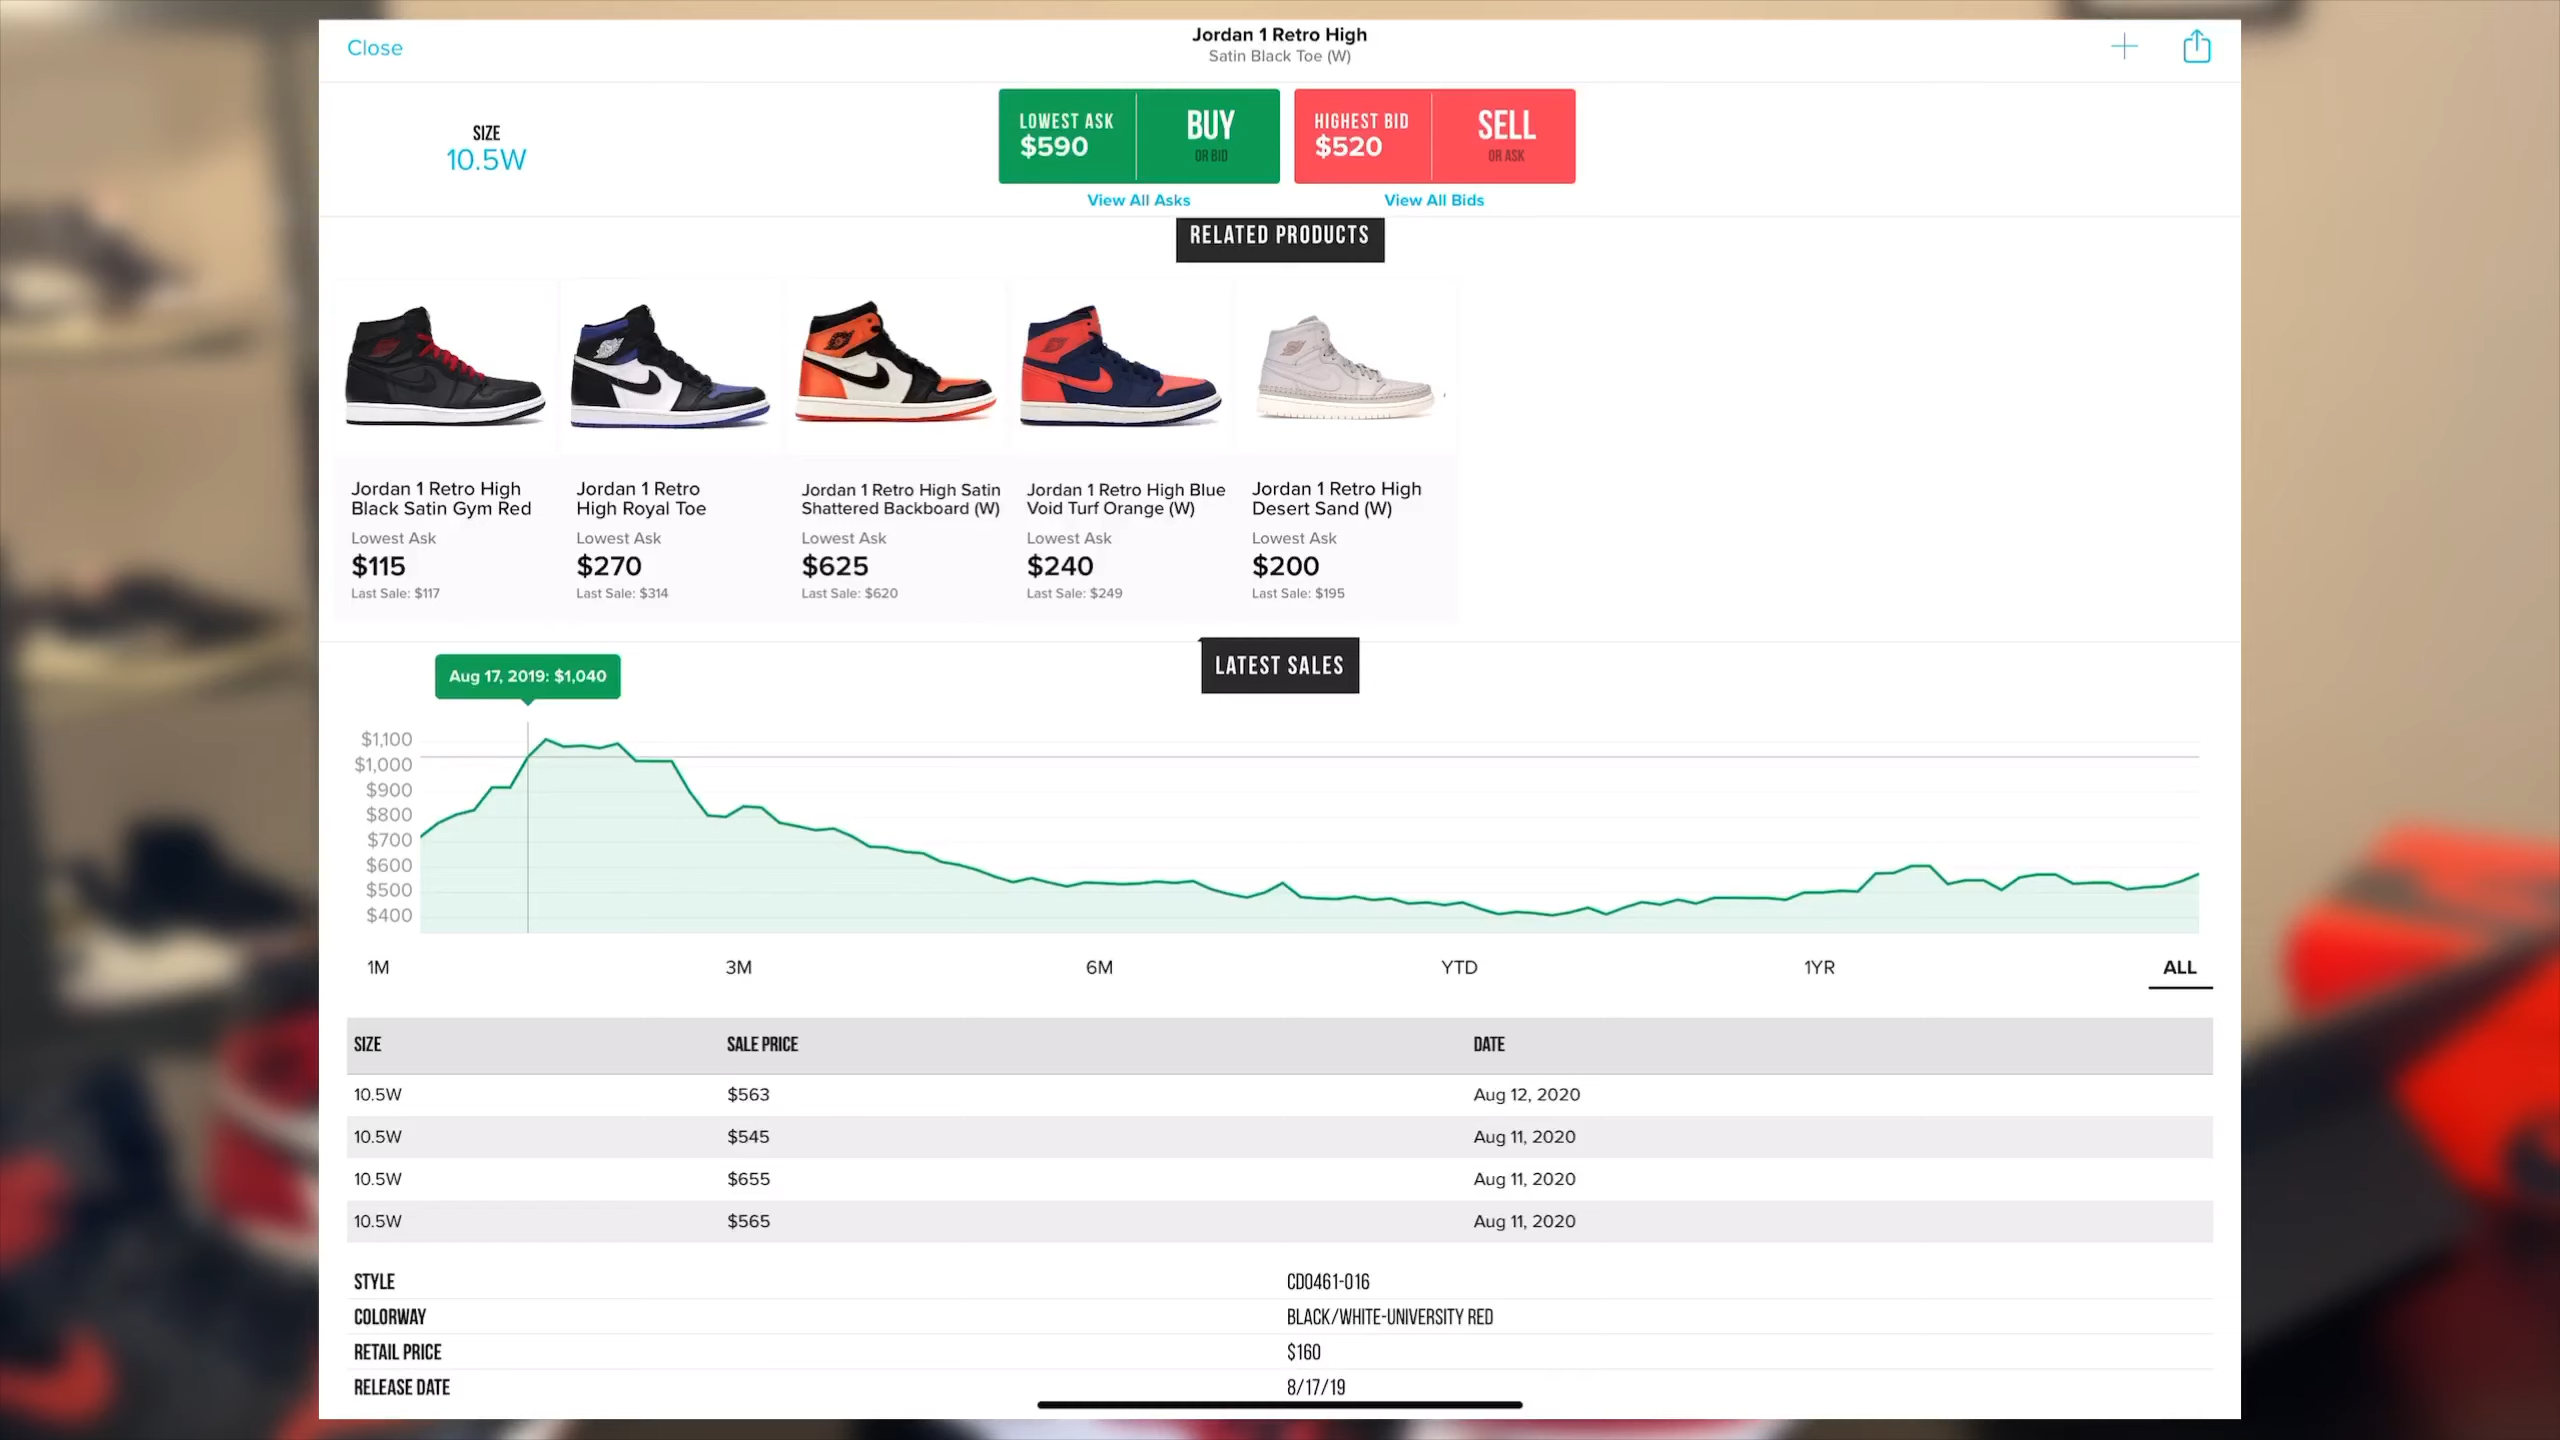 Close
Jordan 1 Retro High
Satin Black Toe (W)
SIZE
10.5W
LOWEST ASK
$590
BUY
OR BID
HIGHEST BID
$520
SELL
OR ASK
View All Asks
View All Bids
RELATED PRODUCTS
Jordan 1 Retro High
Black Satin Gym Red
Lowest Ask
$115
Last Sale: $117
Jordan 1 Retro
High Royal Toe
Lowest Ask
$270
Last Sale: $314
Jordan 1 Retro High Satin
Shattered Backboard (W)
Lowest Ask
$625
Last Sale: $620
Jordan 1 Retro High Blue
Void Turf Orange (W)
Lowest Ask
$240
Last Sale: $249
Jordan 1 Retro High
Desert Sand (W)
Lowest Ask
$200
Last Sale: $195
LATEST SALES
Aug 17, 2019: $1,040
$1,100
$1,000
$900
$800
$700
$600
$500
$400
1M 3M 6M YTD 1YR ALL
SIZE SALE PRICE DATE
10.5W $563 Aug 12, 2020
10.5W $545 Aug 11, 2020
10.5W $655 Aug 11, 2020
10.5W $565 Aug 11, 2020
STYLE CD0461-016
COLORWAY BLACK/WHITE-UNIVERSITY RED
RETAIL PRICE $160
RELEASE DATE 8/17/19